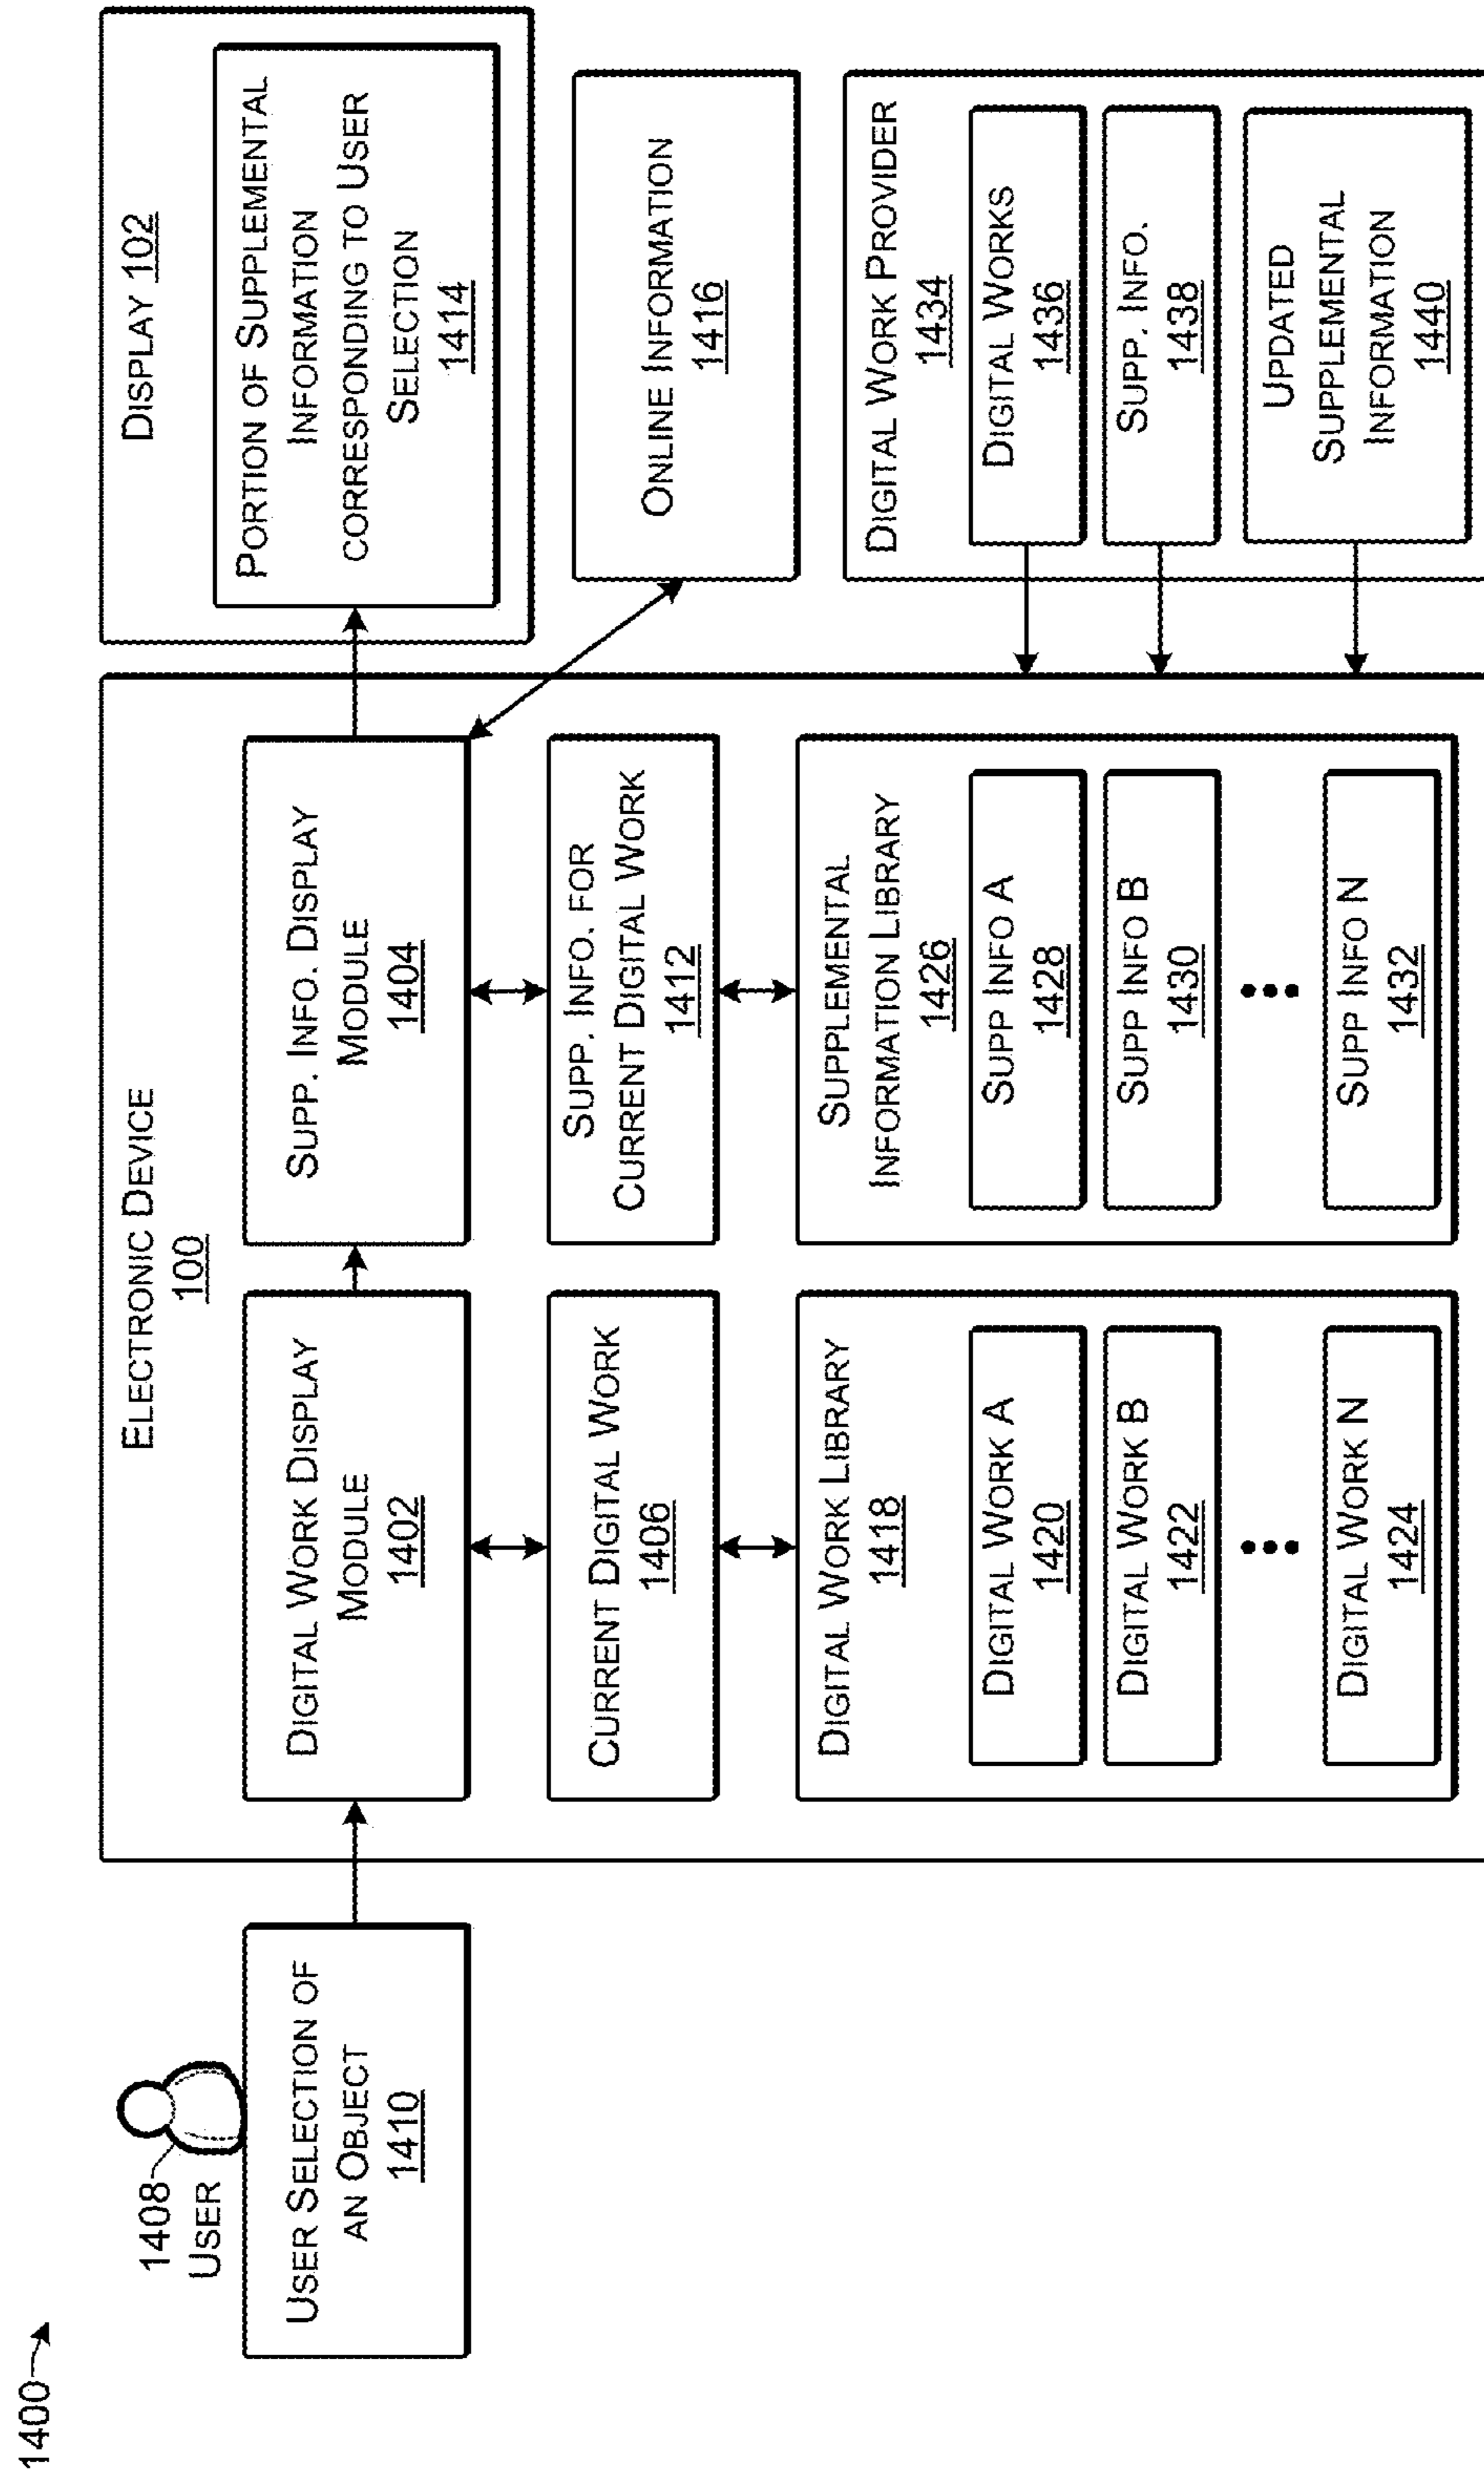 1400
1408
USER
USER SELECTION OF
AN OBJECT
1410
ELECTRONIC DEVICE
100
DIGITAL WORK DISPLAY
MODULE
1402
SUPP. INFO. DISPLAY
MODULE
1404
CURRENT DIGITAL WORK
1406
SUPP. INFO. FOR
CURRENT DIGITAL WORK
1412
DIGITAL WORK LIBRARY
1418
DIGITAL WORK A
1420
DIGITAL WORK B
1422
DIGITAL WORK N
1424
SUPPLEMENTAL
INFORMATION LIBRARY
1426
SUPP INFO A
1428
SUPP INFO B
1430
SUPP INFO N
1432
DISPLAY 102
PORTION OF SUPPLEMENTAL
INFORMATION
CORRESPONDING TO USER
SELECTION
1414
ONLINE INFORMATION
1416
DIGITAL WORK PROVIDER
1434
DIGITAL WORKS
1436
SUPP. INFO.
1438
UPDATED
SUPPLEMENTAL
INFORMATION
1440